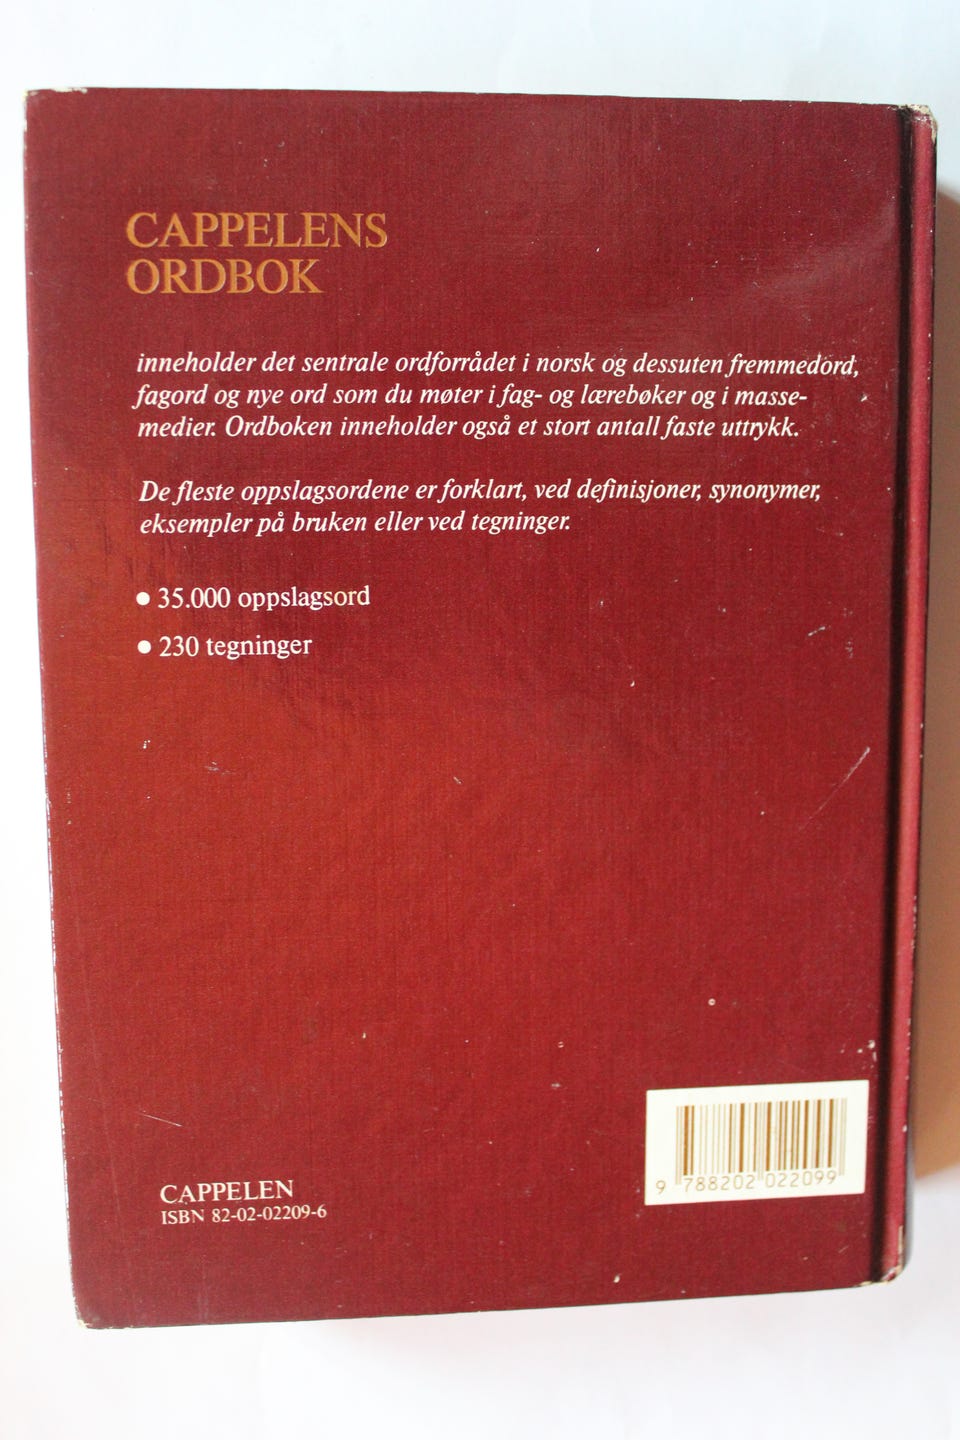 CAPPELENS
ORDBOK
inneholder det sentrale ordforrådet i norsk og dessuten fremmedord,
fagord og nye ord som du møter i fag- og lærebøker og i masse-
medier. Ordboken inneholder også et stort antall faste uttrykk.
De fleste oppslagsordene er forklart, ved definisjoner, synonymer,
eksempler på bruken eller ved tegninger.
• 35.000 oppslagsord
• 230 tegninger
CAPPELEN
ISBN 82-02-02209-6
9 788202 022099